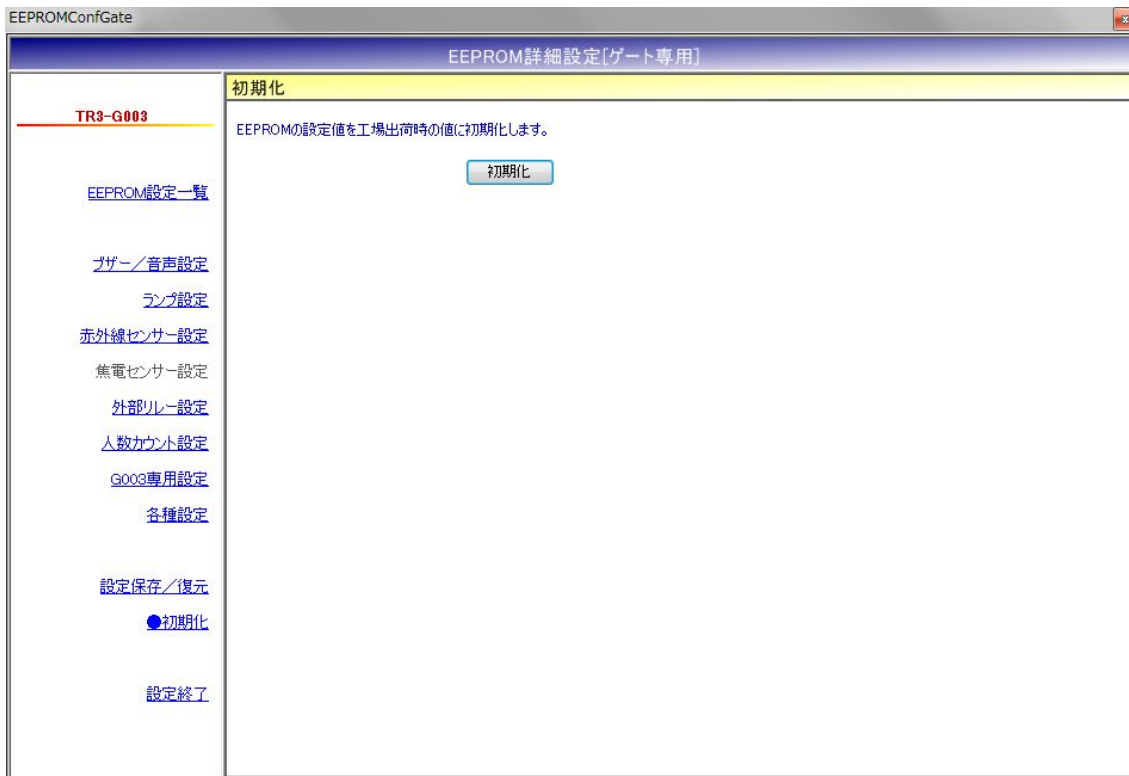 EEPROMConfGate
EEPROM詳細設定[ゲート専用]
TR3-G003
EEPROM設定一覧
ブザー／音声設定
ランプ設定
赤外線センサー設定
焦電センサー設定
外部リレー設定
人数カウント設定
G003専用設定
各種設定
設定保存／復元
●初期化
設定終了
初期化
EEPROMの設定値を工場出荷時の値に初期化します。
初期化